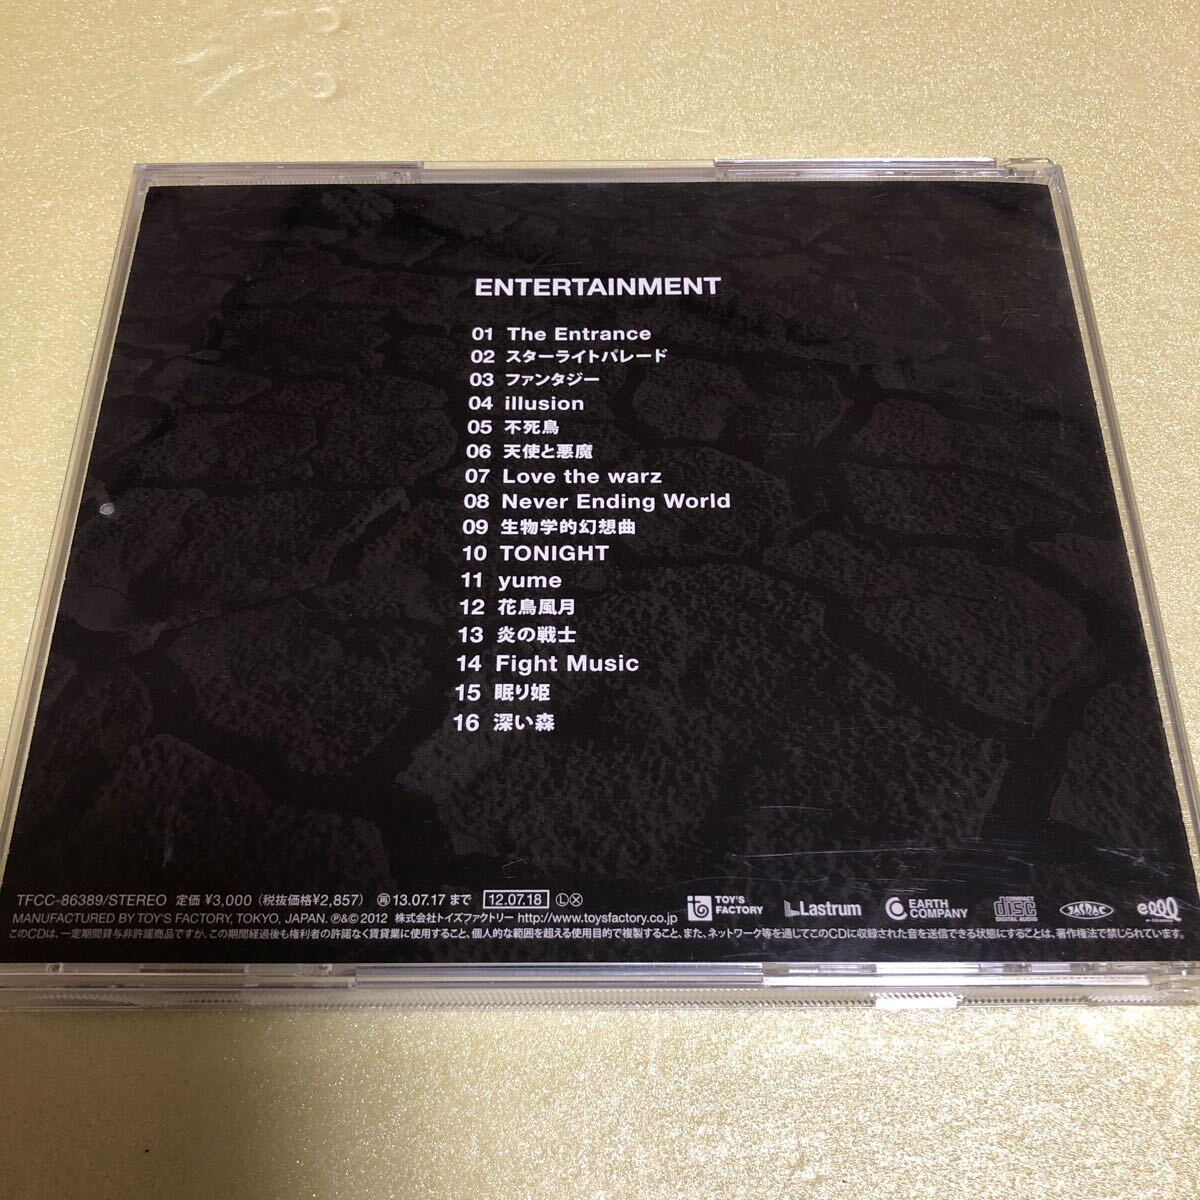 ENTERTAINMENT
01 The Entrance
02 スターライトパレード
03 ファンタジー
04 illusion
05 不死鳥
06 天使と悪魔
07 Love the warz
08 Never Ending World
09 生物学的幻想曲
10 TONIGHT
11 yume
12 花鳥風月
13 炎の戦士
14 Fight Music
15 眠り姫
16 深い森
TFCC-86389/STEREO 定価 ¥3,000 (税抜価格¥2,857) 再13.07.17 まで 12.07.18 ⓁⓍ
MANUFACTURED BY TOY'S FACTORY, TOKYO, JAPAN. ℗&© 2012 株式会社トイズファクトリー http://www.toysfactory.co.jp
TOY'S FACTORY Lastrum EARTH COMPANY COMPACT disc DIGITAL AUDIO JASRAC
このCDは、一定期間貸与非許諾商品ですが、この期間経過後も権利者の許諾なく賃貸業に使用すること、個人的な範囲を超える使用目的で複製すること、また、ネットワーク等を通じてこのCDに収録された音を送信できる状態にすることは、著作権法で禁じられています。